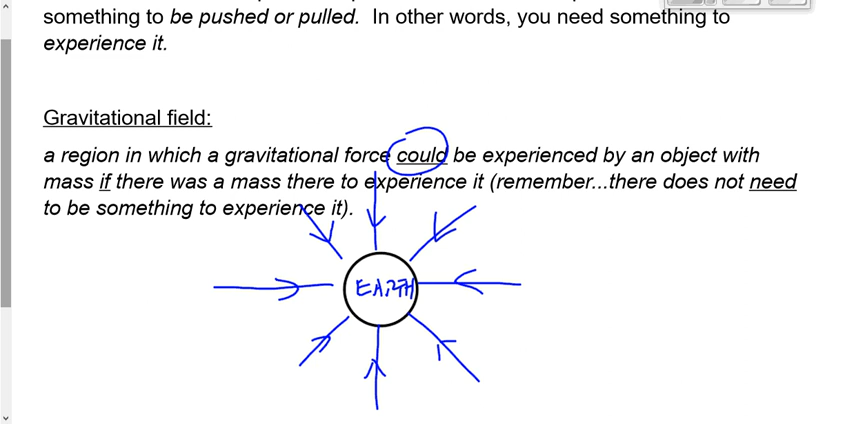 something to be pushed or pulled.  In other words, you need something to
experience it.
Gravitational field:
a region in which a gravitational force could be experienced by an object with
mass if there was a mass there to experience it (remember...there does not need
to be something to experience it).
EARTH